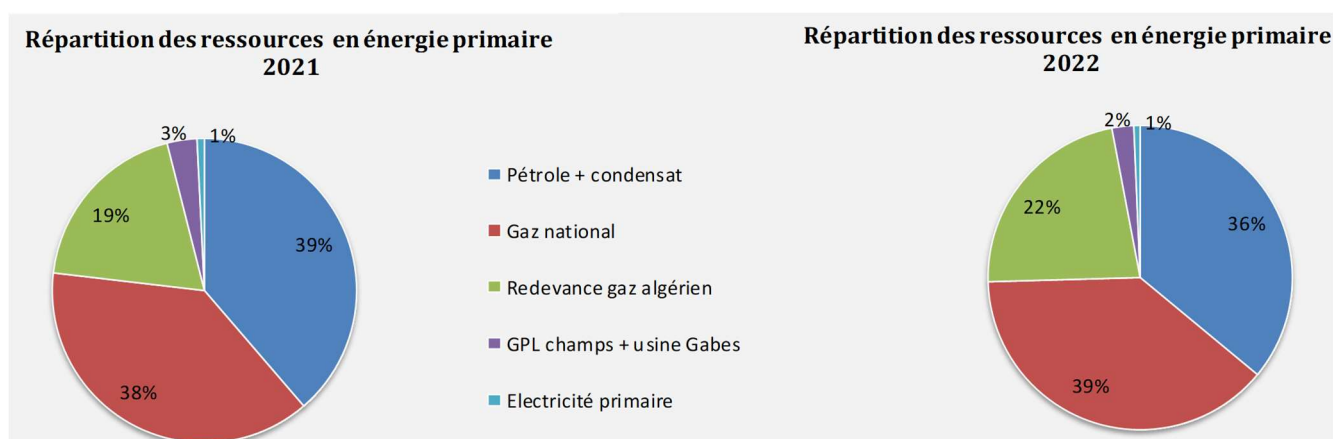 Répartition des ressources en énergie primaire
2021
3%
1%
19%
39%
38%
Pétrole + condensat
Gaz national
Redevance gaz algérien
GPL champs + usine Gabes
Electricité primaire
Répartition des ressources en énergie primaire
2022
2%
1%
22%
36%
39%